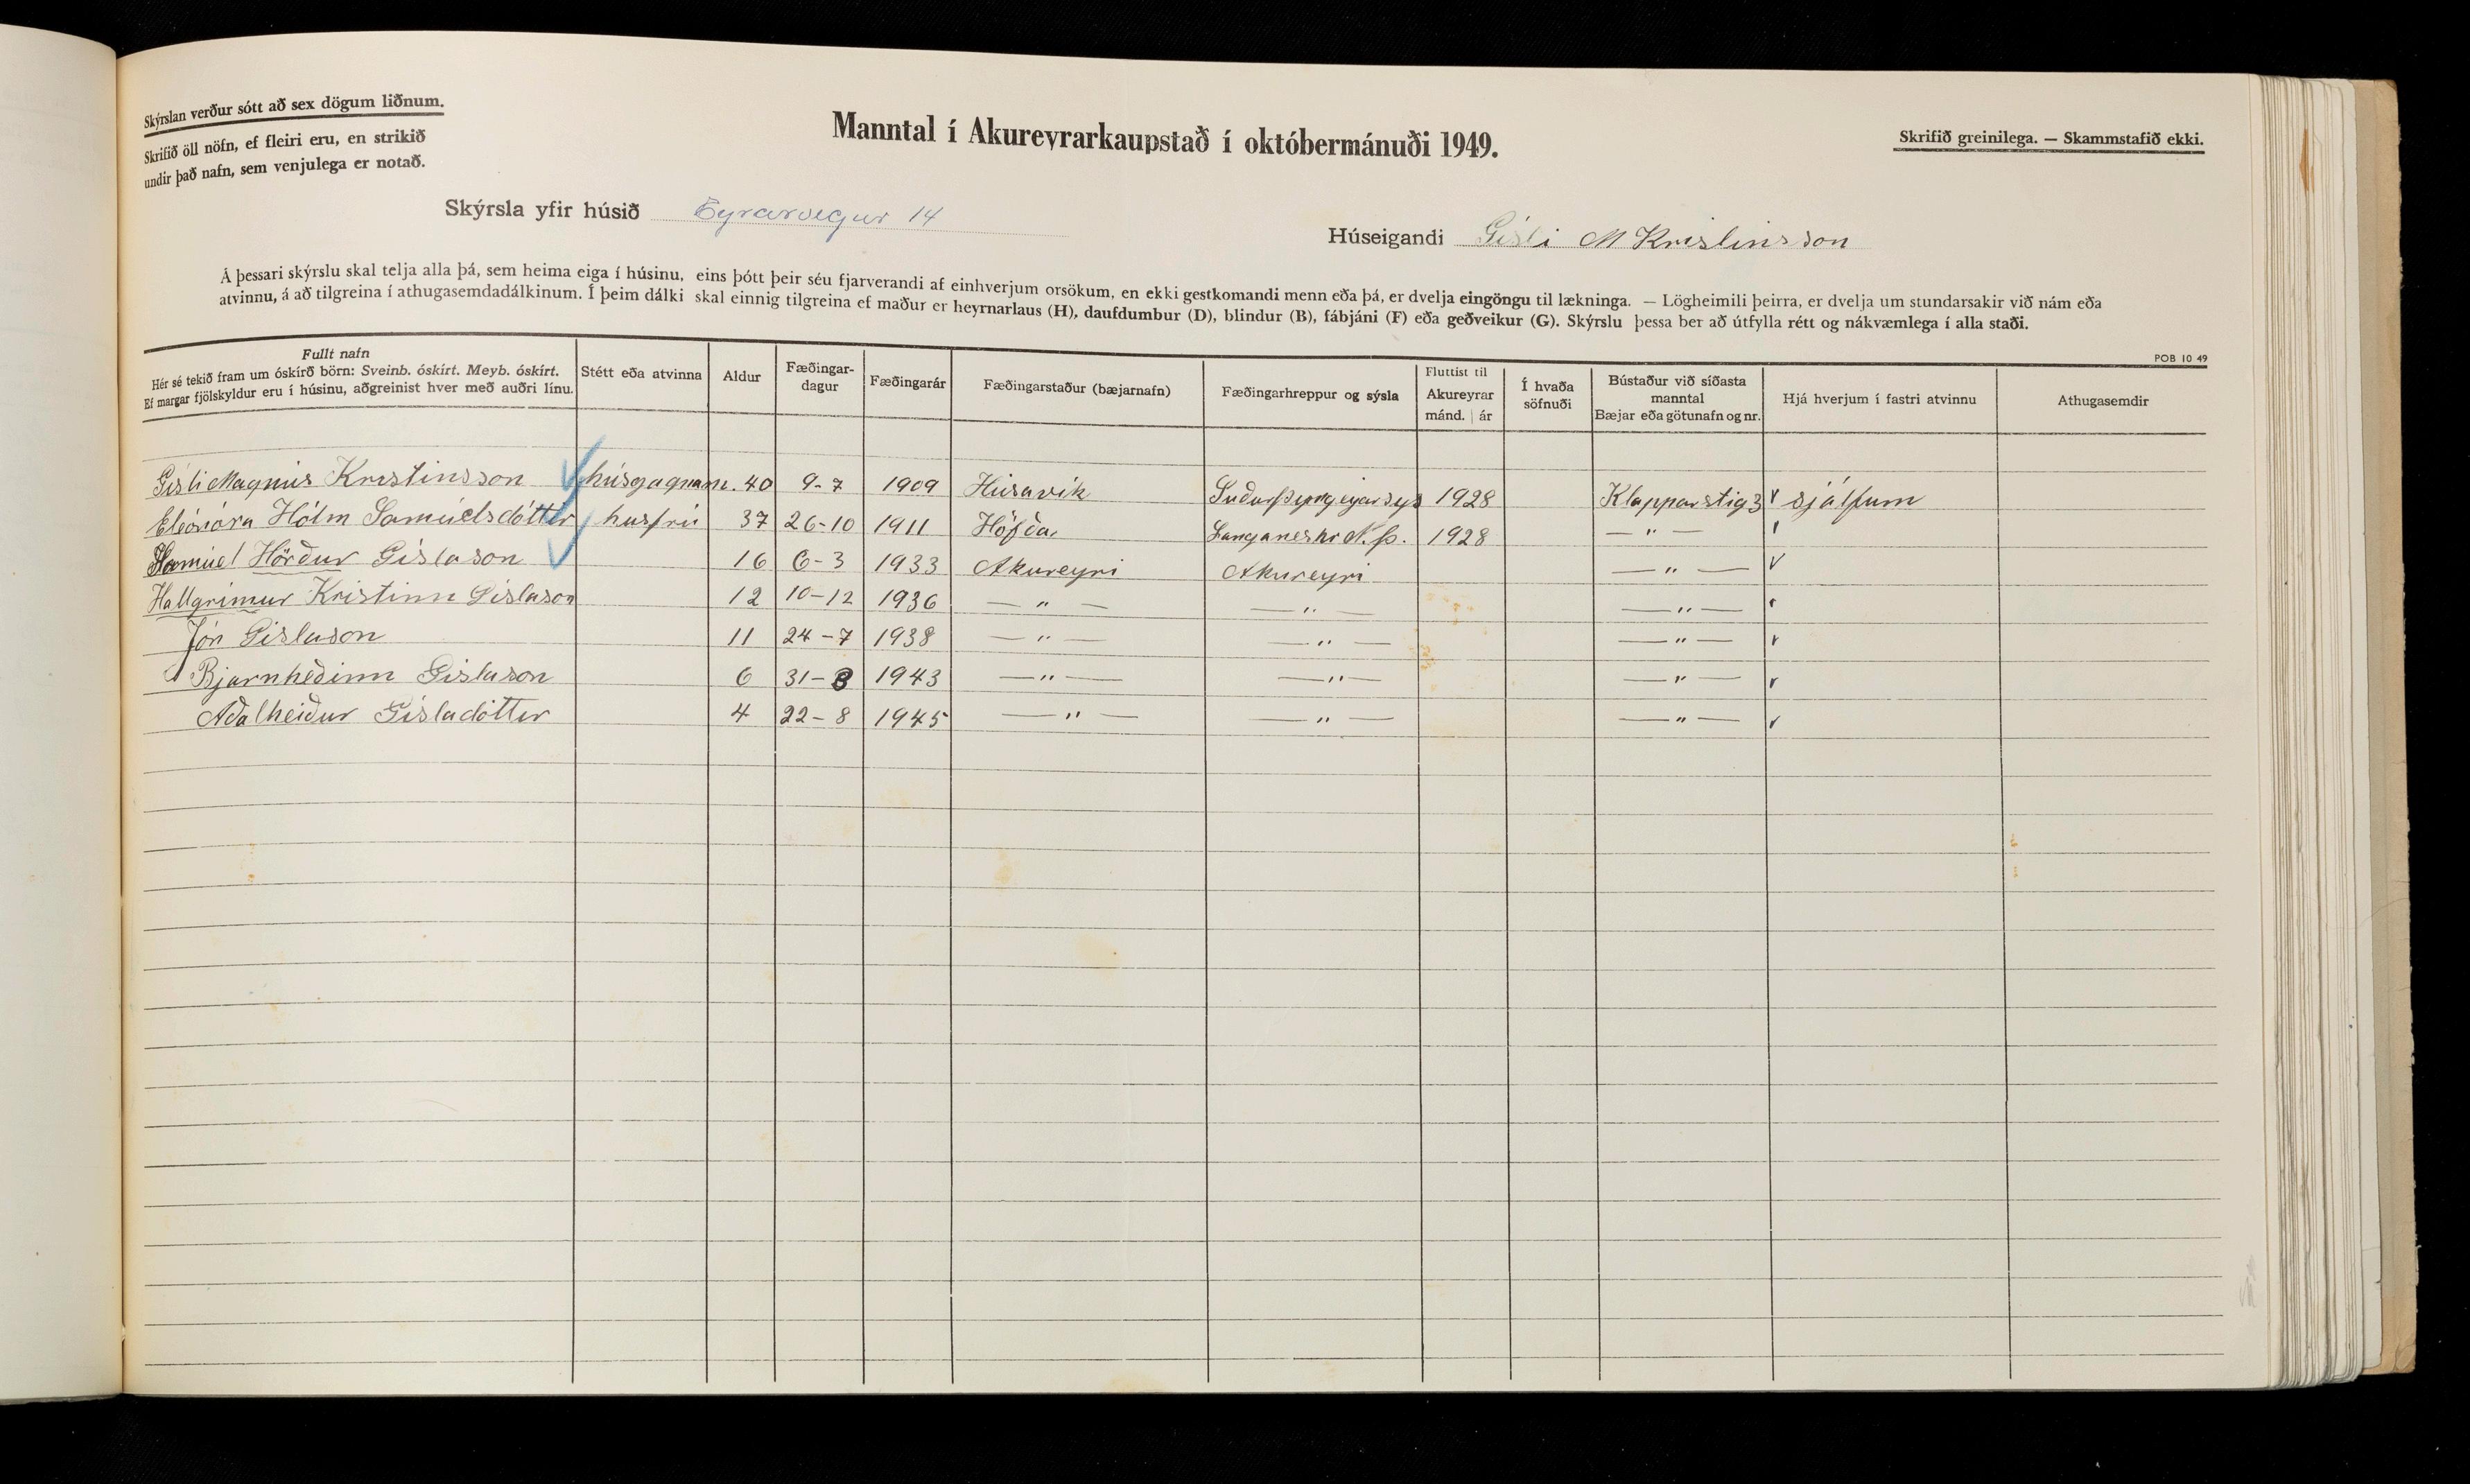 Skýrslan verður sótt að sex dögum liðnum.
Skrifið öll nöfn, ef fleiri eru, en strikið
undir það nafn, sem venjulega er notað.
Manntal í Akureyrarkaupstað í októbermánuði 1949.
Skrifið greinilega. — Skammstafið ekki.
Skýrsla yfir húsið Eyrarvegur 14
Húseigandi Gísli M Kristinsson
Á þessari skýrslu skal telja alla þá, sem heima eiga í húsinu, eins þótt þeir séu fjarverandi af einhverjum orsökum, en ekki gestkomandi menn eða þá, er dvelja eingöngu til lækninga. — Lögheimili þeirra, er dvelja um stundarsakir við nám eða
atvinnu, á að tilgreina í athugasemdadálkinum. Í þeim dálki skal einnig tilgreina ef maður er heyrnarlaus (H), daufdumbur (D), blindur (B), fábjáni (F) eða geðveikur (G). Skýrslu þessa ber að útfylla rétt og nákvæmlega í alla staði.
POB 10 49
Fullt nafn
Hér sé tekið fram um óskírð börn: Sveinb. óskírt. Meyb. óskírt.
Ef margar fjölskyldur eru í húsinu, aðgreinist hver með auðri línu.
Stétt eða atvinna
Aldur
Fæðingar-
dagur
Fæðingarár
Fæðingarstaður (bæjarnafn)
Fæðingarhreppur og sýsla
Fluttist til
Akureyrar
mánd. | ár
Í hvaða
söfnuði
Bústaður við síðasta
manntal
Bæjar eða götunafn og nr.
Hjá hverjum í fastri atvinnu
Athugasemdir
Gísli Magnús Kristinsson húsgagnam. 40 9-7 1909 Húsavík Suðurþyngeyarsys 1928 Klapparstig 3 sjálfum
Eleónóra Hólm Samúelsdóttir husfrú 37 26-10 1911 Höfða Langaneshr N.þ. 1928 — " —
Samúel Hörður Gíslason 16 6-3 1933 Akureyri Akureyri — " —
Hallgrímur Kristinn Gíslason 12 10-12 1936 — " — — " — — " —
Jón Gíslason 11 24-7 1938 — " — — " — — " —
Bjarnheðinn Gíslason 6 31-8 1943 — " — — " — — " —
Aðalheiður Gísladóttir 4 22-8 1945 — " — — " — — " —